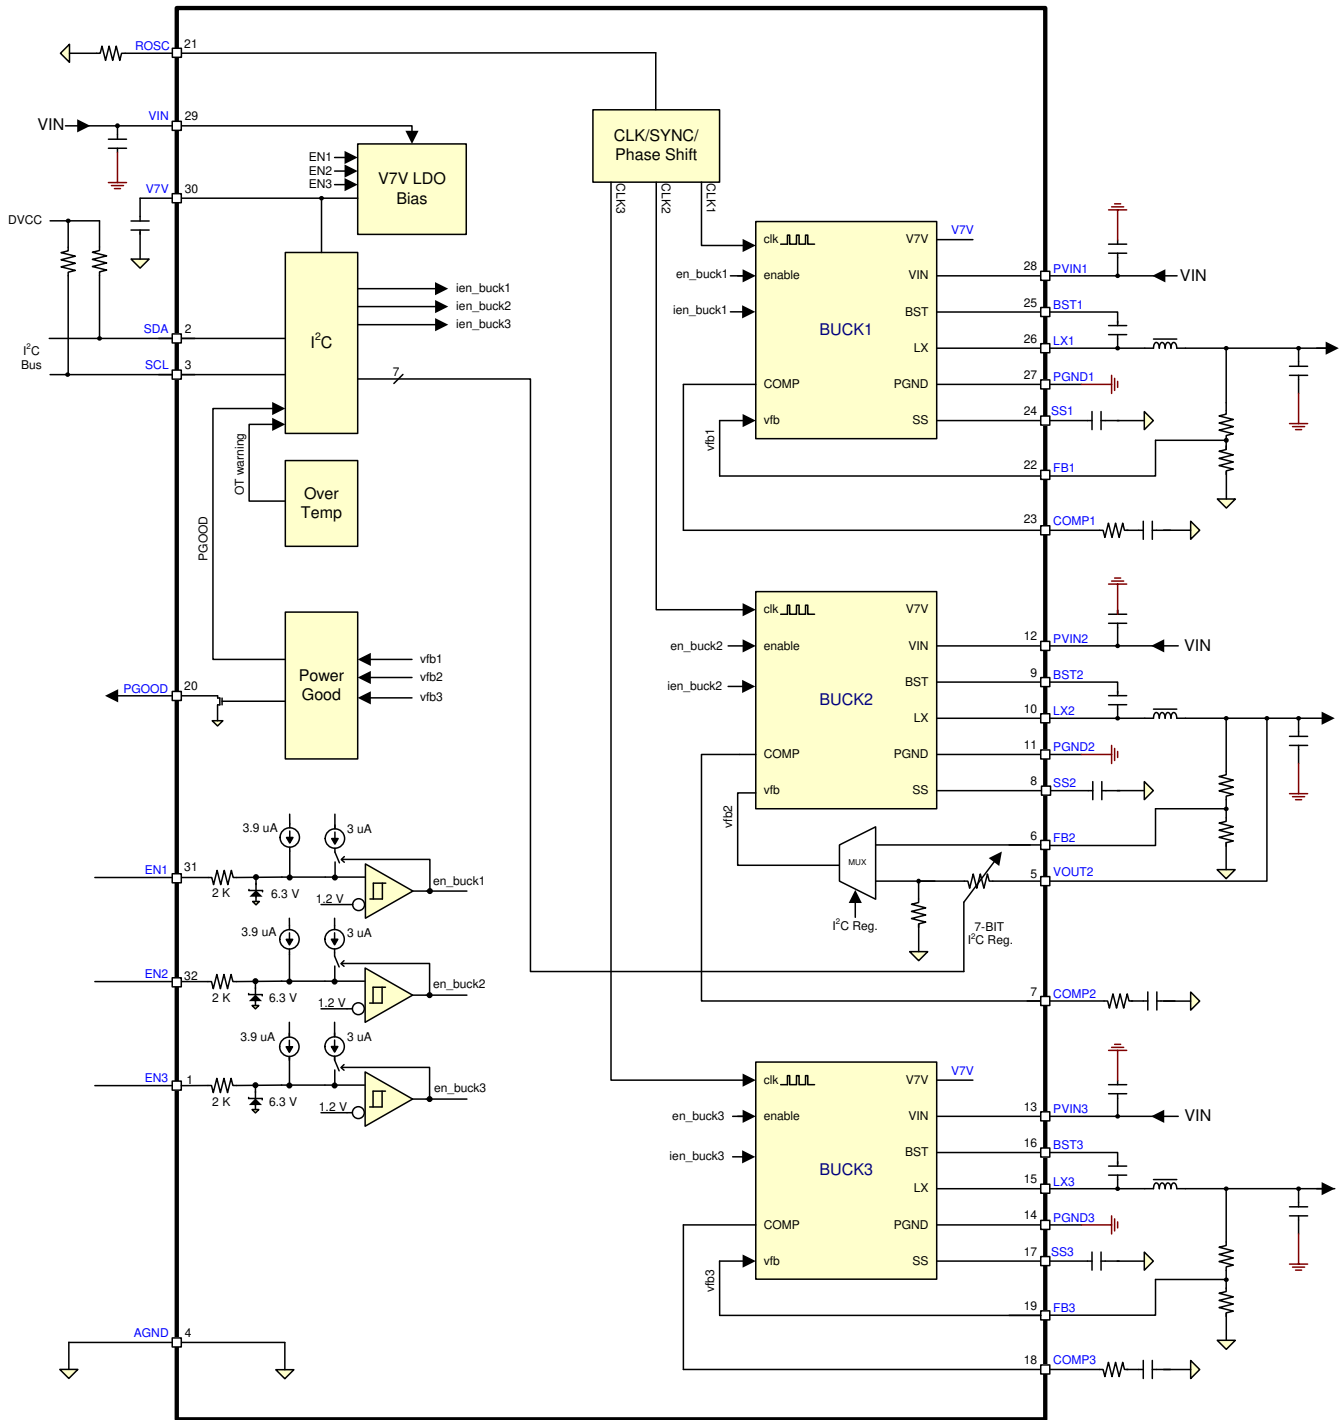 ROSC
21
VIN
VIN
29
CLK/SYNC/
Phase Shift
CLK3
CLK2
CLK1
EN1
EN2
EN3
V7V LDO
Bias
V7V
30
DVCC
I²C
ien_buck1
ien_buck2
ien_buck3
7
SDA
2
I²C
Bus
SCL
3
OT warning
Over
Temp
PGOOD
Power
Good
vfb1
vfb2
vfb3
PGOOD
20
3.9 uA
3 uA
EN1
31
2 K
6.3 V
1.2 V
en_buck1
3.9 uA
3 uA
EN2
32
2 K
6.3 V
1.2 V
en_buck2
3.9 uA
3 uA
EN3
1
2 K
6.3 V
1.2 V
en_buck3
AGND
4
clk
V7V
V7V
en_buck1
enable
VIN
28
PVIN1
VIN
ien_buck1
BST
25
BST1
BUCK1
LX
26
LX1
COMP
PGND
27
PGND1
vfb
SS
24
SS1
vfb1
22
FB1
23
COMP1
clk
V7V
en_buck2
enable
VIN
12
PVIN2
VIN
ien_buck2
BST
9
BST2
BUCK2
LX
10
LX2
COMP
PGND
11
PGND2
vfb
SS
8
SS2
vfb2
MUX
6
FB2
5
VOUT2
I²C Reg.
7-BIT
I²C Reg.
7
COMP2
clk
V7V
V7V
en_buck3
enable
VIN
13
PVIN3
VIN
ien_buck3
BST
16
BST3
BUCK3
LX
15
LX3
COMP
PGND
14
PGND3
vfb
SS
17
SS3
vfb3
19
FB3
18
COMP3